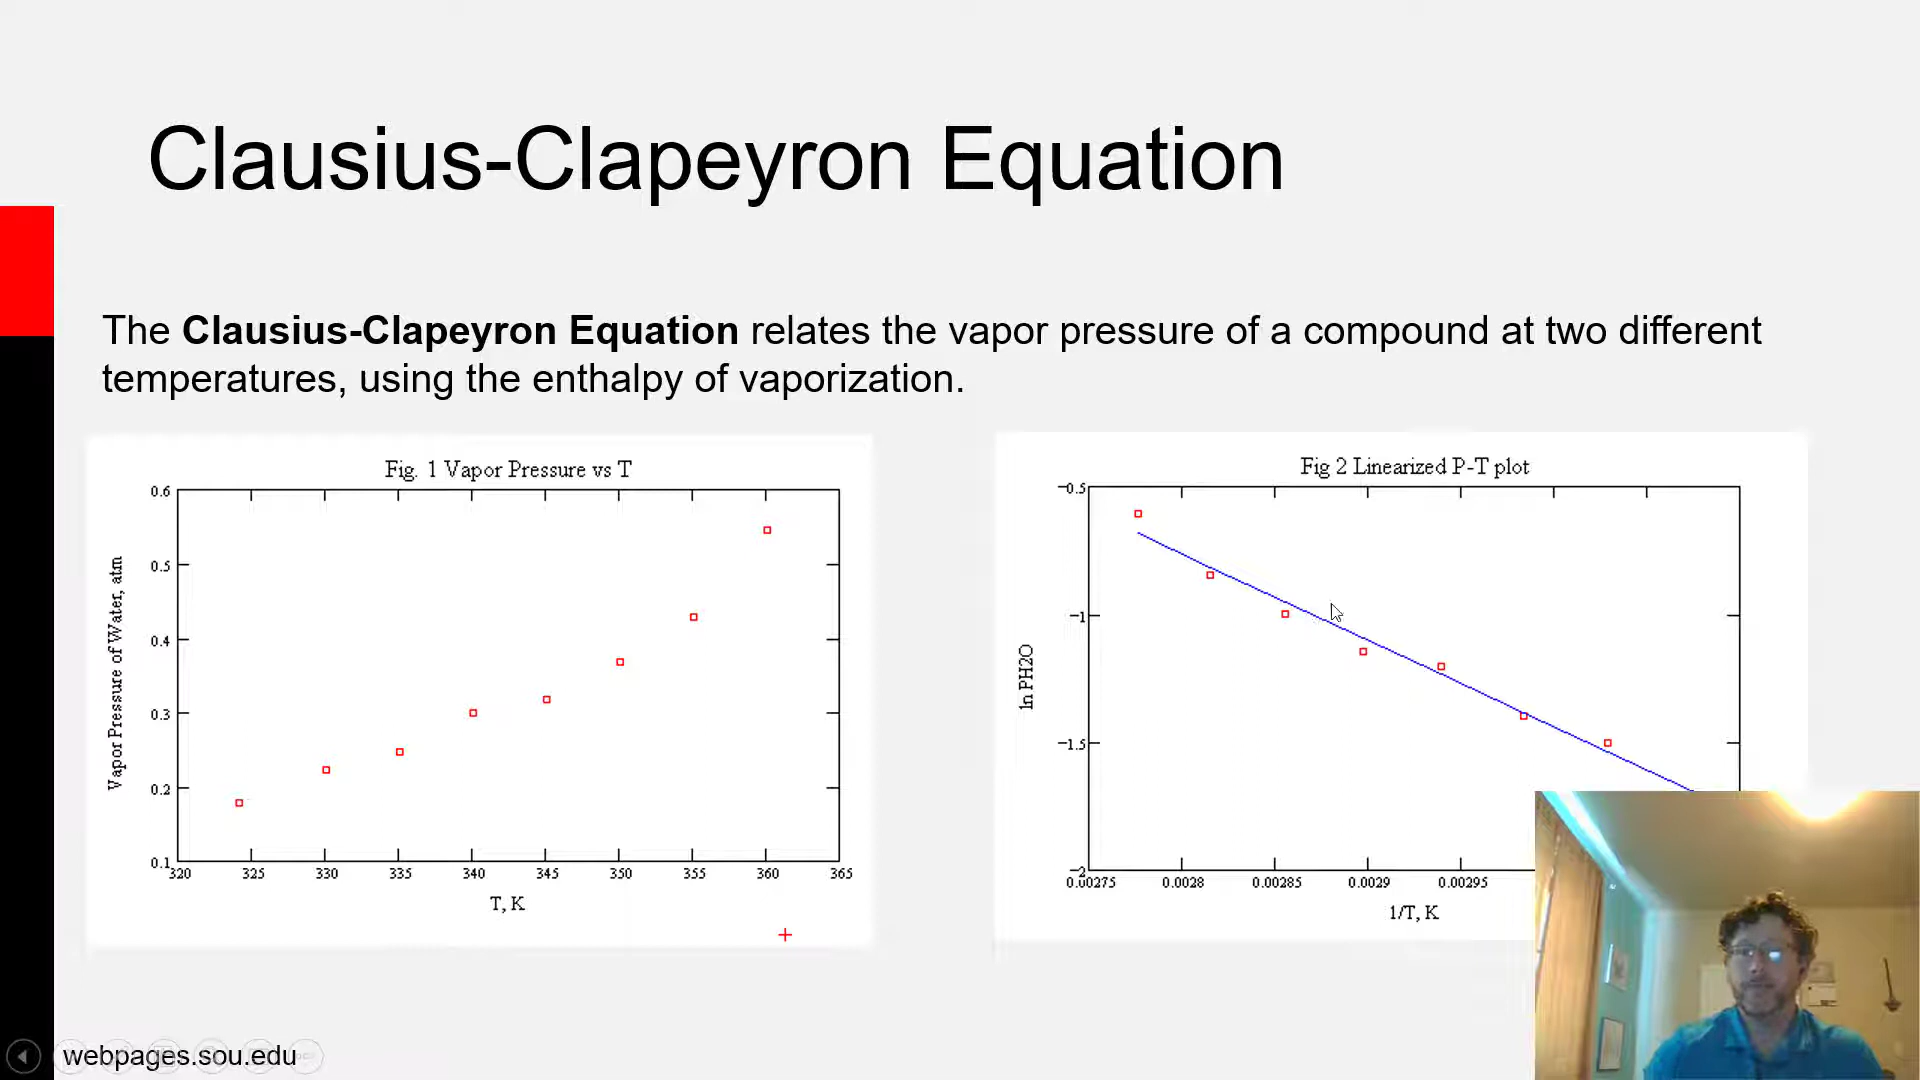 Clausius-Clapeyron Equation
The Clausius-Clapeyron Equation relates the vapor pressure of a compound at two different
temperatures, using the enthalpy of vaporization.
Fig. 1 Vapor Pressure vs T
Vapor Pressure of Water, atm
0.6
0.5
0.4
0.3
0.2
0.1
320 325 330 335 340 345 350 355 360 365
T, K
Fig 2 Linearized P-T plot
ln PH2O
-0.5
-1
-1.5
-2
0.00275 0.0028 0.00285 0.0029 0.00295
1/T, K
webpages.sou.edu